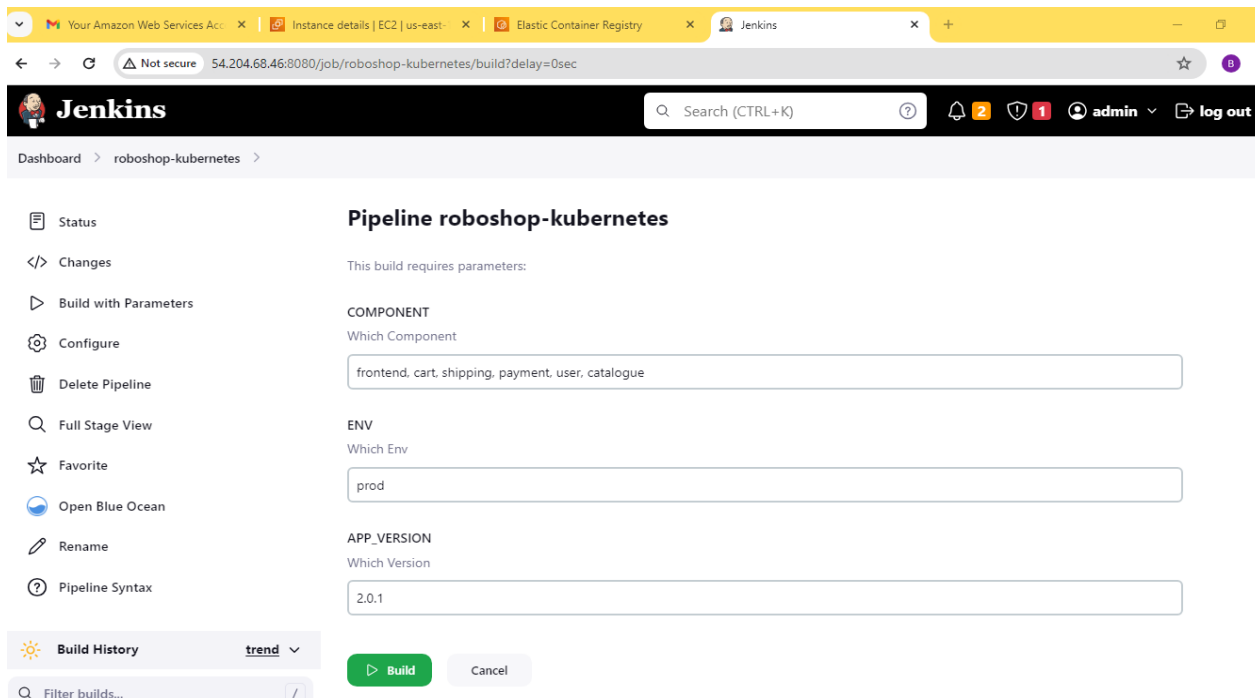 Your Amazon Web Services Acc
Instance details | EC2 | us-east-
Elastic Container Registry
Jenkins
Not secure 54.204.68.46:8080/job/roboshop-kubernetes/build?delay=0sec
B
Jenkins
Search (CTRL+K)
2
1
admin
log out
Dashboard > roboshop-kubernetes >
Status
Changes
Build with Parameters
Configure
Delete Pipeline
Full Stage View
Favorite
Open Blue Ocean
Rename
Pipeline Syntax
Build History trend
Filter builds... /
Pipeline roboshop-kubernetes
This build requires parameters:
COMPONENT
Which Component
frontend, cart, shipping, payment, user, catalogue
ENV
Which Env
prod
APP_VERSION
Which Version
2.0.1
Build
Cancel